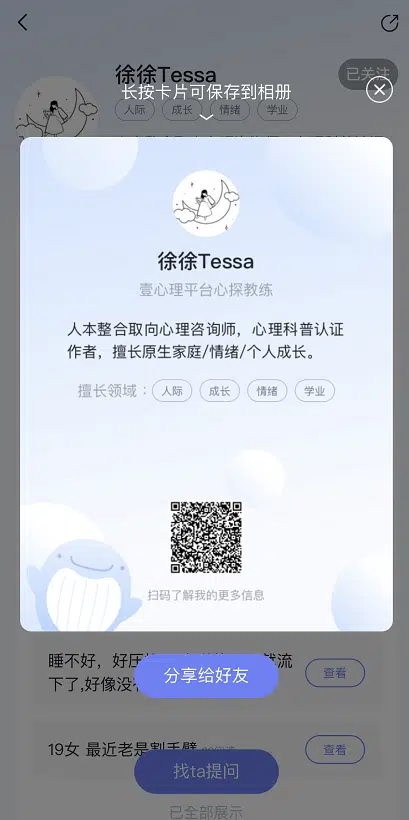 徐徐Tessa
已关注
长按卡片可保存到相册
人际 成长 情绪 学业
徐徐Tessa
壹心理平台心探教练
人本整合取向心理咨询师，心理科普认证
作者，擅长原生家庭/情绪/个人成长。
擅长领域： 人际 成长 情绪 学业
扫码了解我的更多信息
睡不好，好压 流
下了,好像没 查看
分享给好友
19女 最近老是割手臂 查看
找ta提问
已全部展示